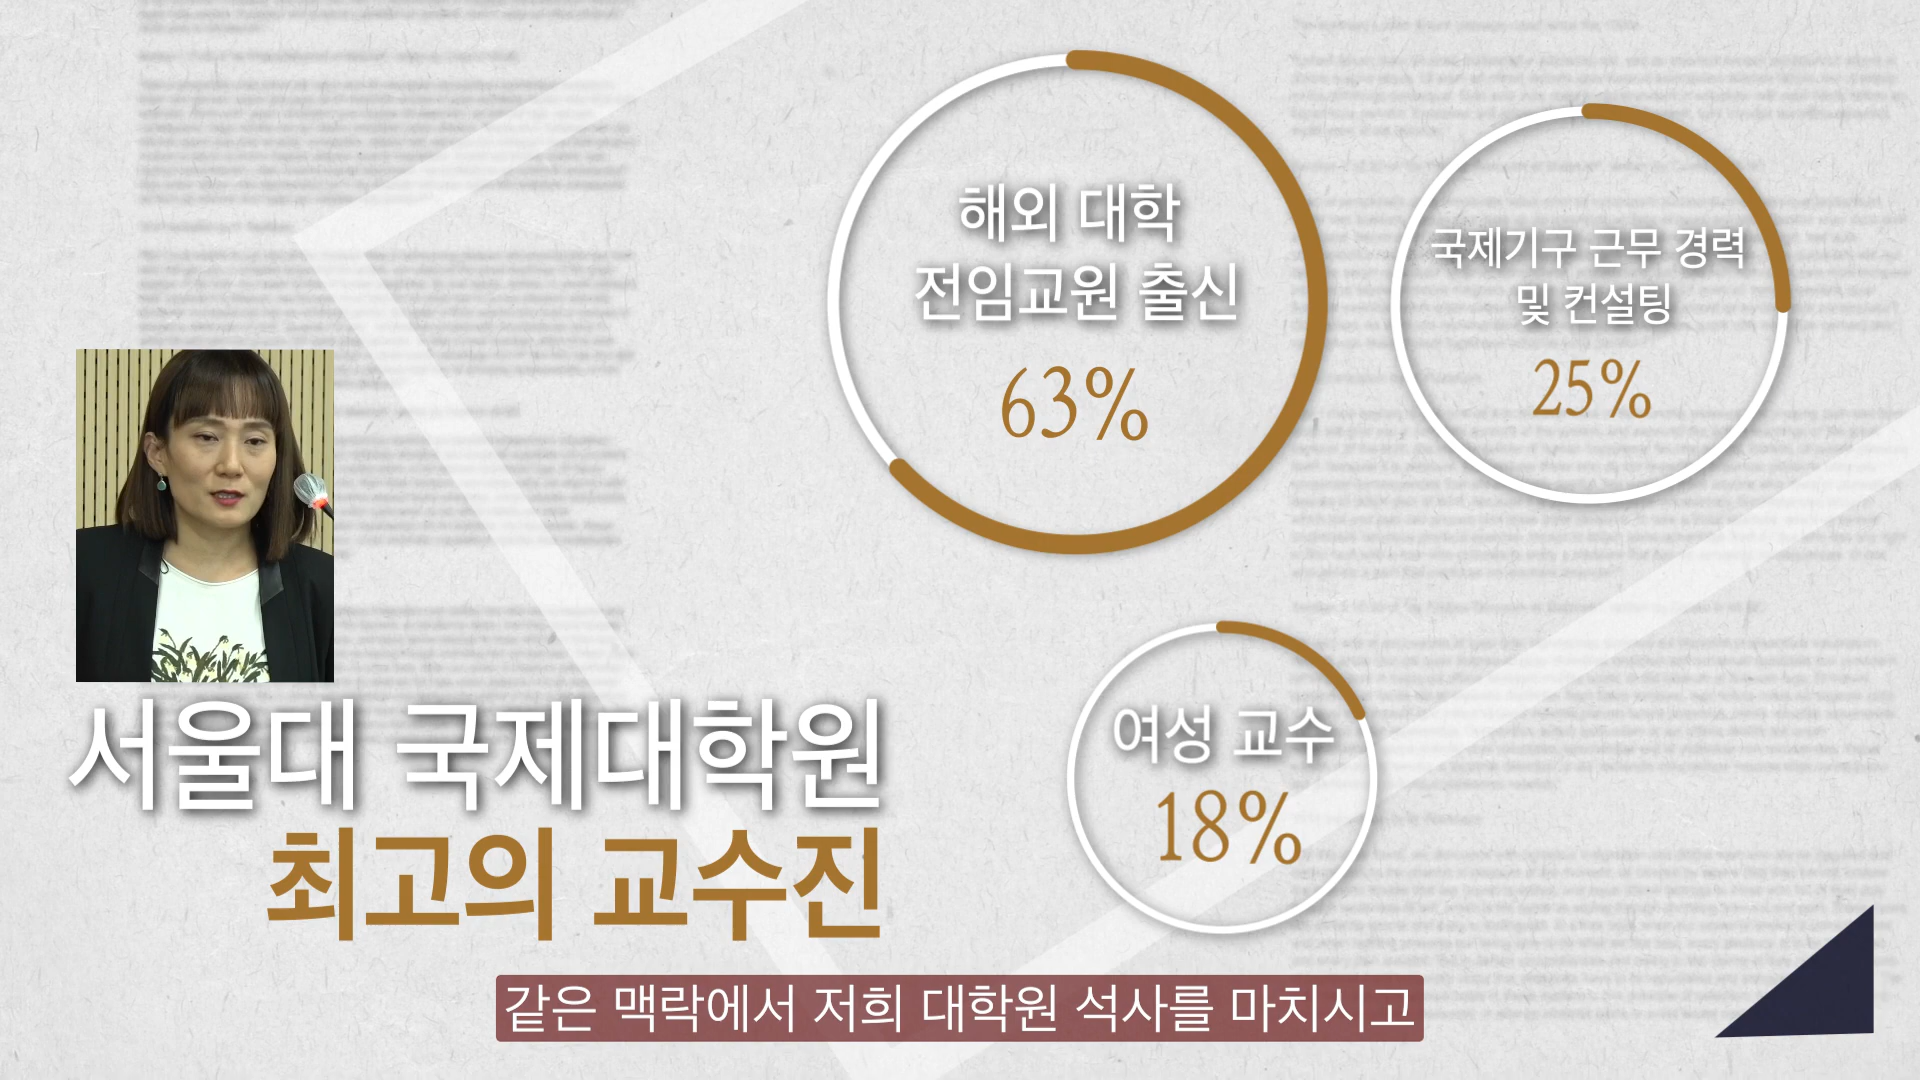 해외 대학
전임교원 출신
63%
국제기구 근무 경력
및 컨설팅
25%
여성 교수
18%
서울대 국제대학원
최고의 교수진
같은 맥락에서 저희 대학원 석사를 마치시고